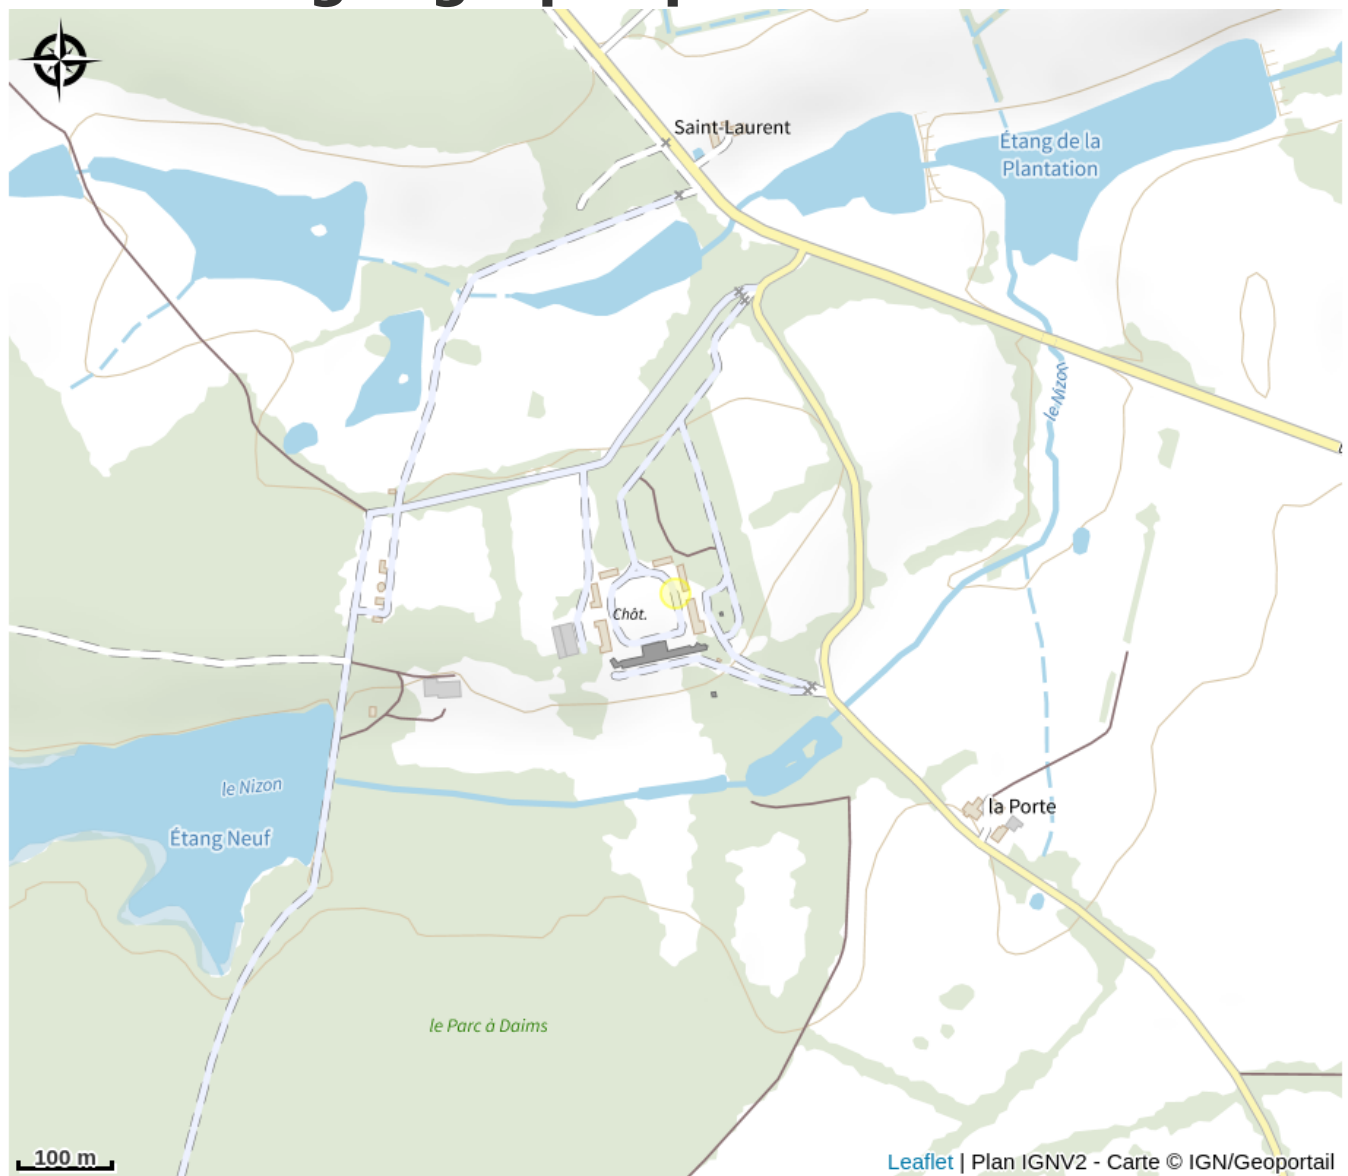 Saint-Laurent
Étang de la
Plantation
le Nizon
Chât.
le Nizon
Étang Neuf
la Porte
le Parc à Daims
100 m
Leaflet | Plan IGNV2 - Carte © IGN/Geoportail